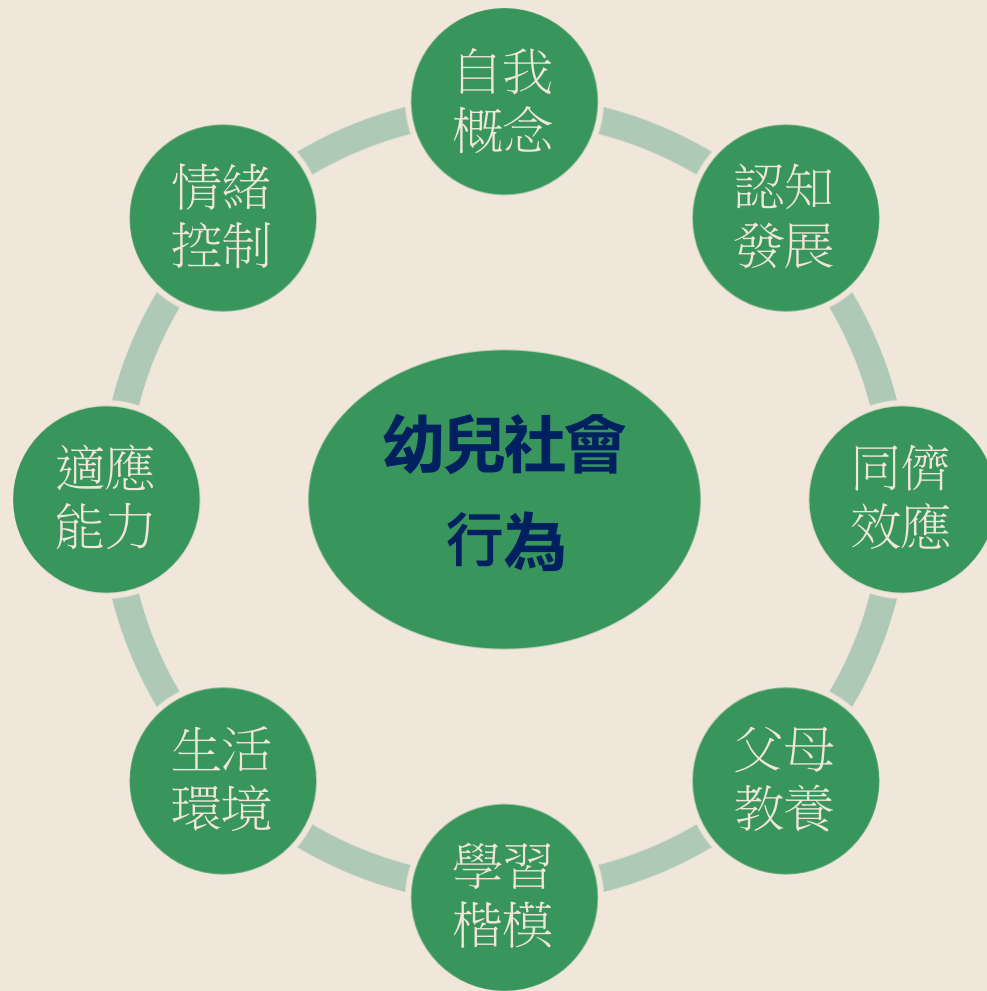 自我
概念
認知
發展
同儕
效應
父母
教養
學習
楷模
生活
環境
適應
能力
情緒
控制
幼兒社會
行為